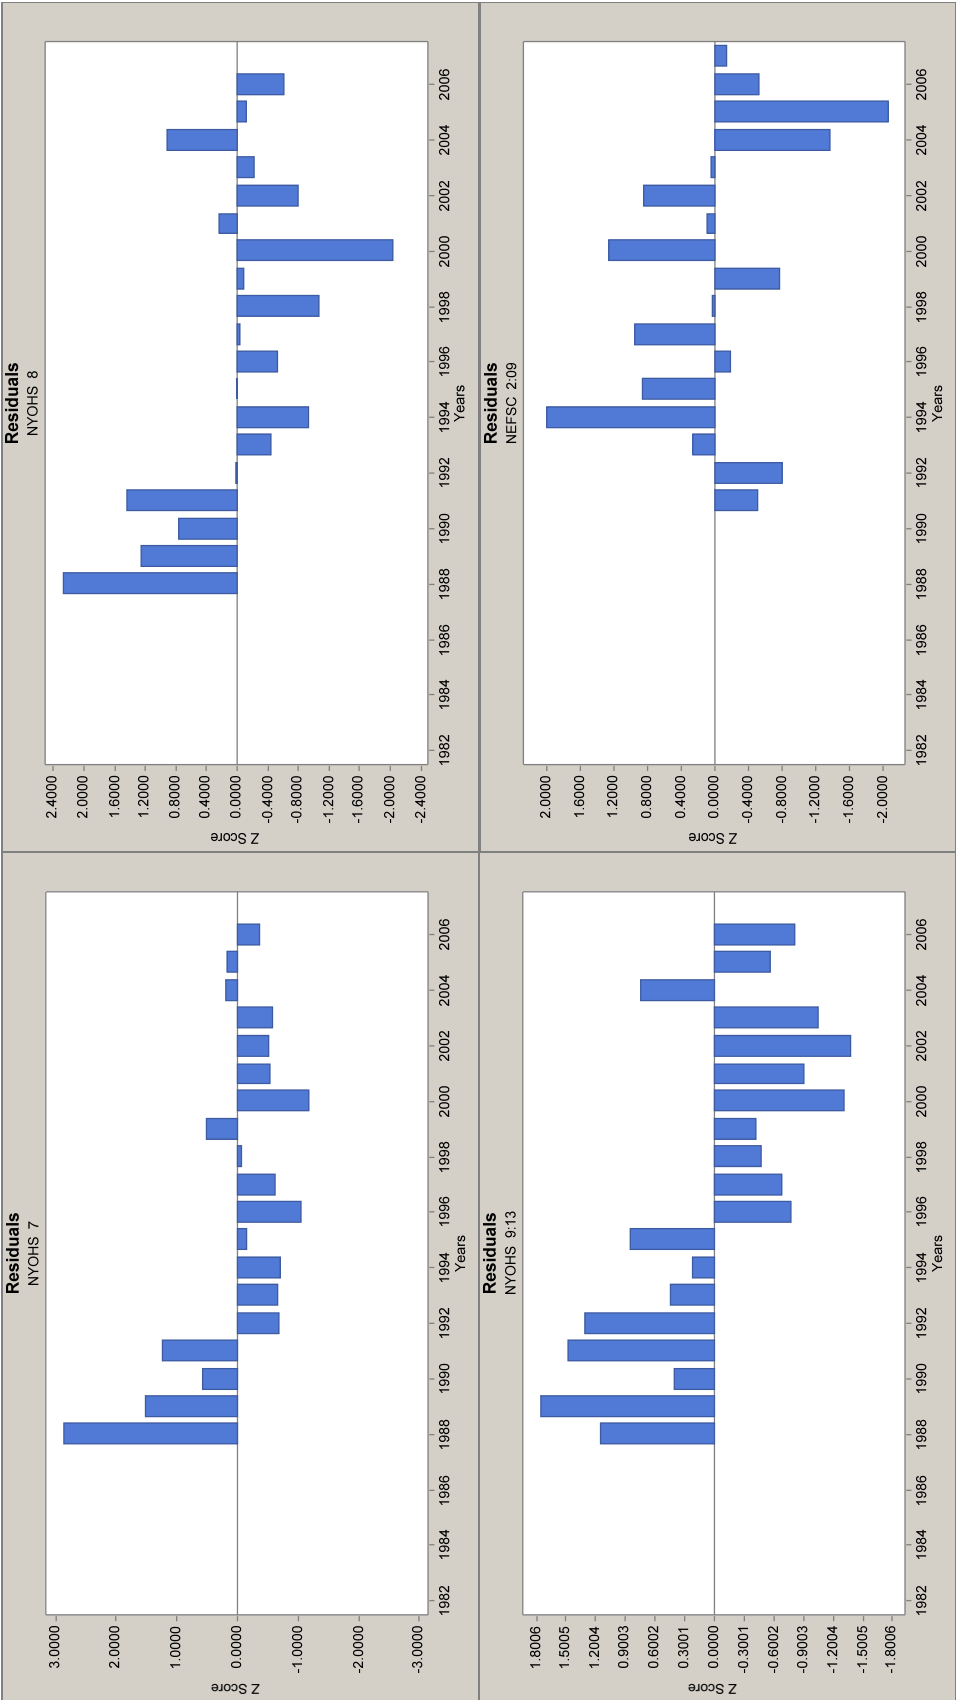 Residuals
NYOHS 7
Z Score
3.0000
2.0000
1.0000
0.0000
-1.0000
-2.0000
-3.0000
1982 1984 1986 1988 1990 1992 1994 1996 1998 2000 2002 2004 2006
Years
Residuals
NYOHS 8
Z Score
2.4000
2.0000
1.6000
1.2000
0.8000
0.4000
0.0000
-0.4000
-0.8000
-1.2000
-1.6000
-2.0000
-2.4000
1982 1984 1986 1988 1990 1992 1994 1996 1998 2000 2002 2004 2006
Years
Residuals
NYOHS 9:13
Z Score
1.8006
1.5005
1.2004
0.9003
0.6002
0.3001
0.0000
-0.3001
-0.6002
-0.9003
-1.2004
-1.5005
-1.8006
1982 1984 1986 1988 1990 1992 1994 1996 1998 2000 2002 2004 2006
Years
Residuals
NEFSC 2:09
Z Score
2.0000
1.6000
1.2000
0.8000
0.4000
0.0000
-0.4000
-0.8000
-1.2000
-1.6000
-2.0000
1982 1984 1986 1988 1990 1992 1994 1996 1998 2000 2002 2004 2006
Years